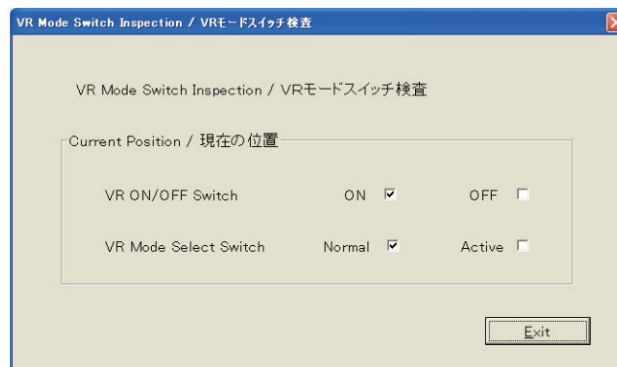 VR Mode Switch Inspection / VRモードスイッチ検査
VR Mode Switch Inspection / VRモードスイッチ検査
Current Position / 現在の位置
VR ON/OFF Switch ON OFF
VR Mode Select Switch Normal Active
Exit